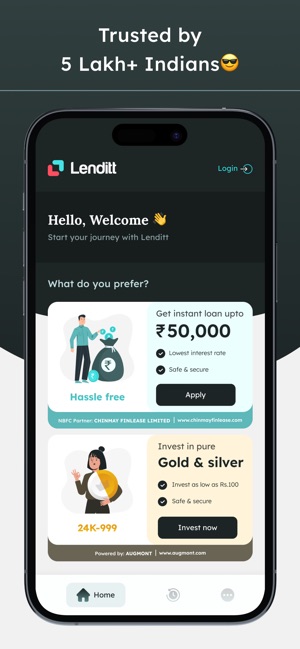 Trusted by
5 Lakh+ Indians😎
Lenditt
Login
Hello, Welcome 👋
Start your journey with Lenditt
What do you prefer?
Get instant loan upto
₹50,000
Lowest interest rate
Safe & secure
₹
Hassle free
Apply
NBFC Partner: CHINMAY FINLEASE LIMITED | www.chinmayfinlease.com
Invest in pure
Gold & silver
Invest as low as Rs.100
Safe & secure
24K-999
Invest now
Powered by: AUGMONT | www.augmont.com
Home